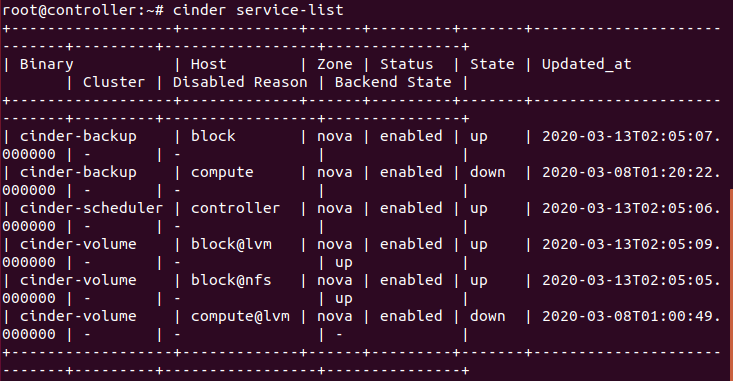 root@controller:~# cinder service-list
+------------------+--------------+------+---------+-------+---------------------
-------+---------+-----------------+---------------+
| Binary           | Host         | Zone | Status  | State | Updated_at
       | Cluster | Disabled Reason | Backend State |
+------------------+--------------+------+---------+-------+---------------------
-------+---------+-----------------+---------------+
| cinder-backup    | block        | nova | enabled | up    | 2020-03-13T02:05:07.
000000 | -       | -               |               |
| cinder-backup    | compute      | nova | enabled | down  | 2020-03-08T01:20:22.
000000 | -       | -               |               |
| cinder-scheduler | controller   | nova | enabled | up    | 2020-03-13T02:05:06.
000000 | -       | -               |               |
| cinder-volume    | block@lvm    | nova | enabled | up    | 2020-03-13T02:05:09.
000000 | -       | -               | up            |
| cinder-volume    | block@nfs    | nova | enabled | up    | 2020-03-13T02:05:05.
000000 | -       | -               | up            |
| cinder-volume    | compute@lvm | nova | enabled | down  | 2020-03-08T01:00:49.
000000 | -       | -               | -             |
+------------------+--------------+------+---------+-------+---------------------
-------+---------+-----------------+---------------+